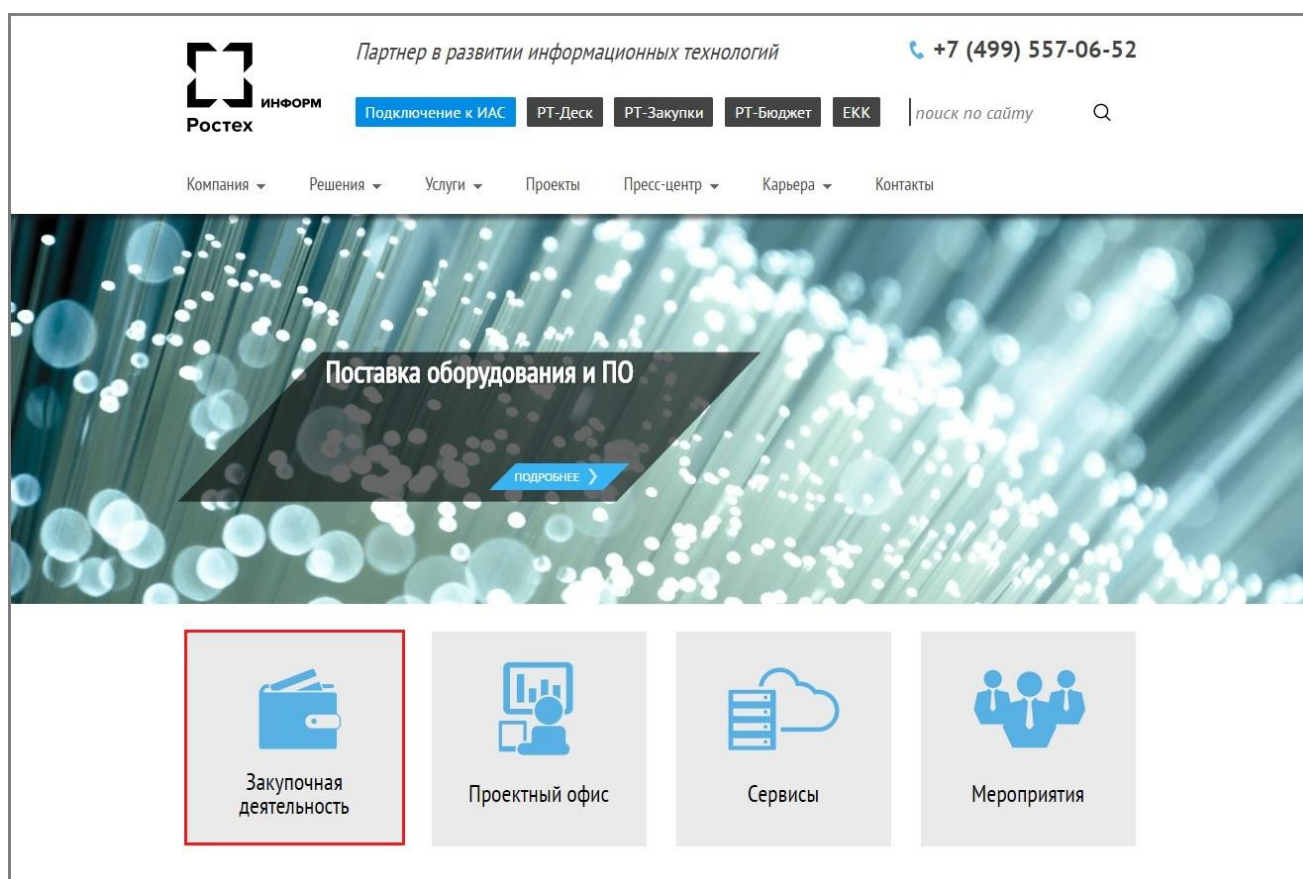 Партнер в развитии информационных технологий
+7 (499) 557-06-52
ИНФОРМ
Ростех
Подключение к ИАС
РТ-Деск
РТ-Закупки
РТ-Бюджет
ЕКК
поиск по сайту
Компания
Решения
Услуги
Проекты
Пресс-центр
Карьера
Контакты
Поставка оборудования и ПО
ПОДРОБНЕЕ
Закупочная
деятельность
Проектный офис
Сервисы
Мероприятия